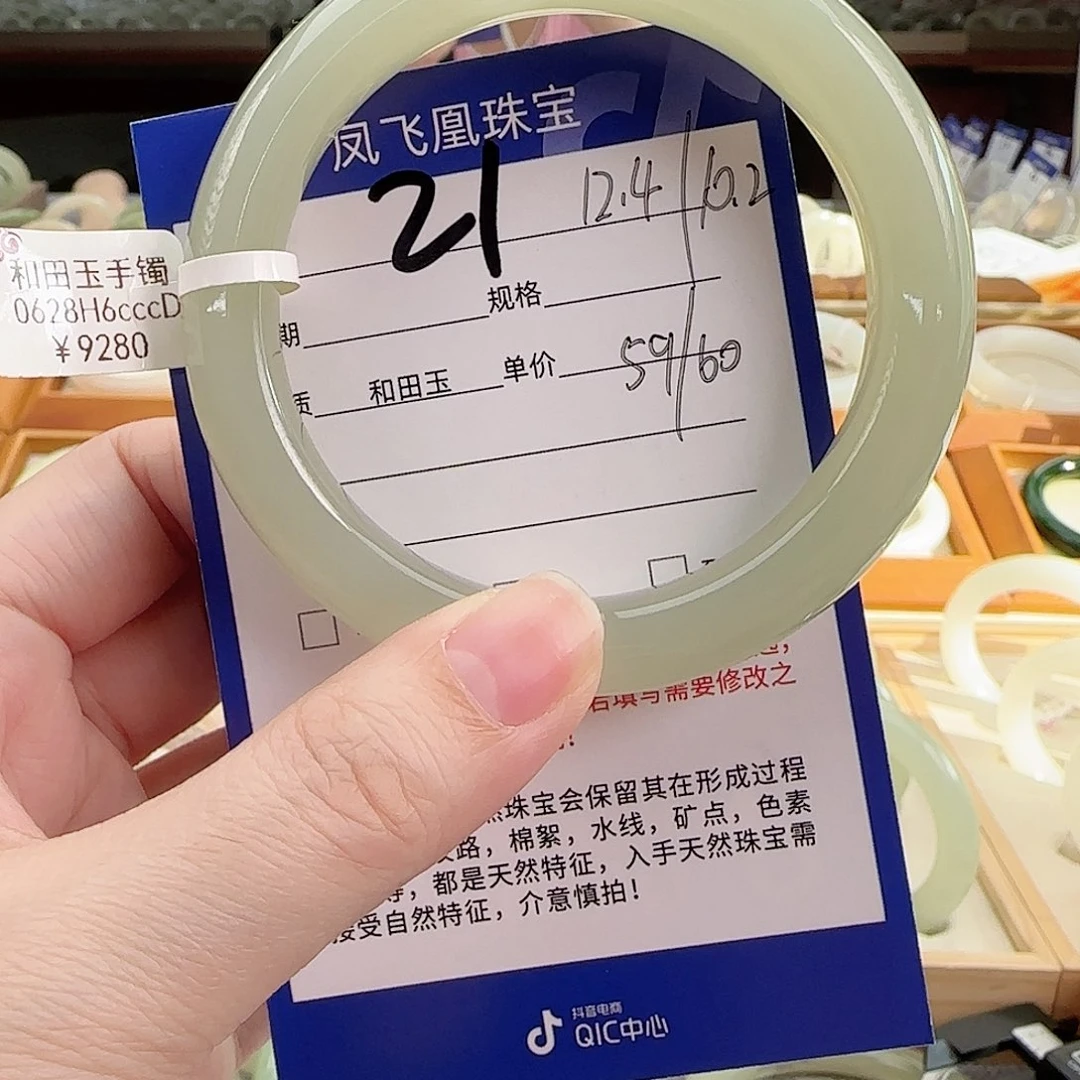 凤飞凰珠宝
21
12.4 10.2
和田玉手镯
0628H6cccD
¥9280
期 规格
质 和田玉 单价
59 60
若填写需要修改之
珠宝会保留其在形成过程
路，棉絮，水线，矿点，色素
等，都是天然特征，入手天然珠宝需
接受自然特征，介意慎拍！
抖音电商
QIC中心